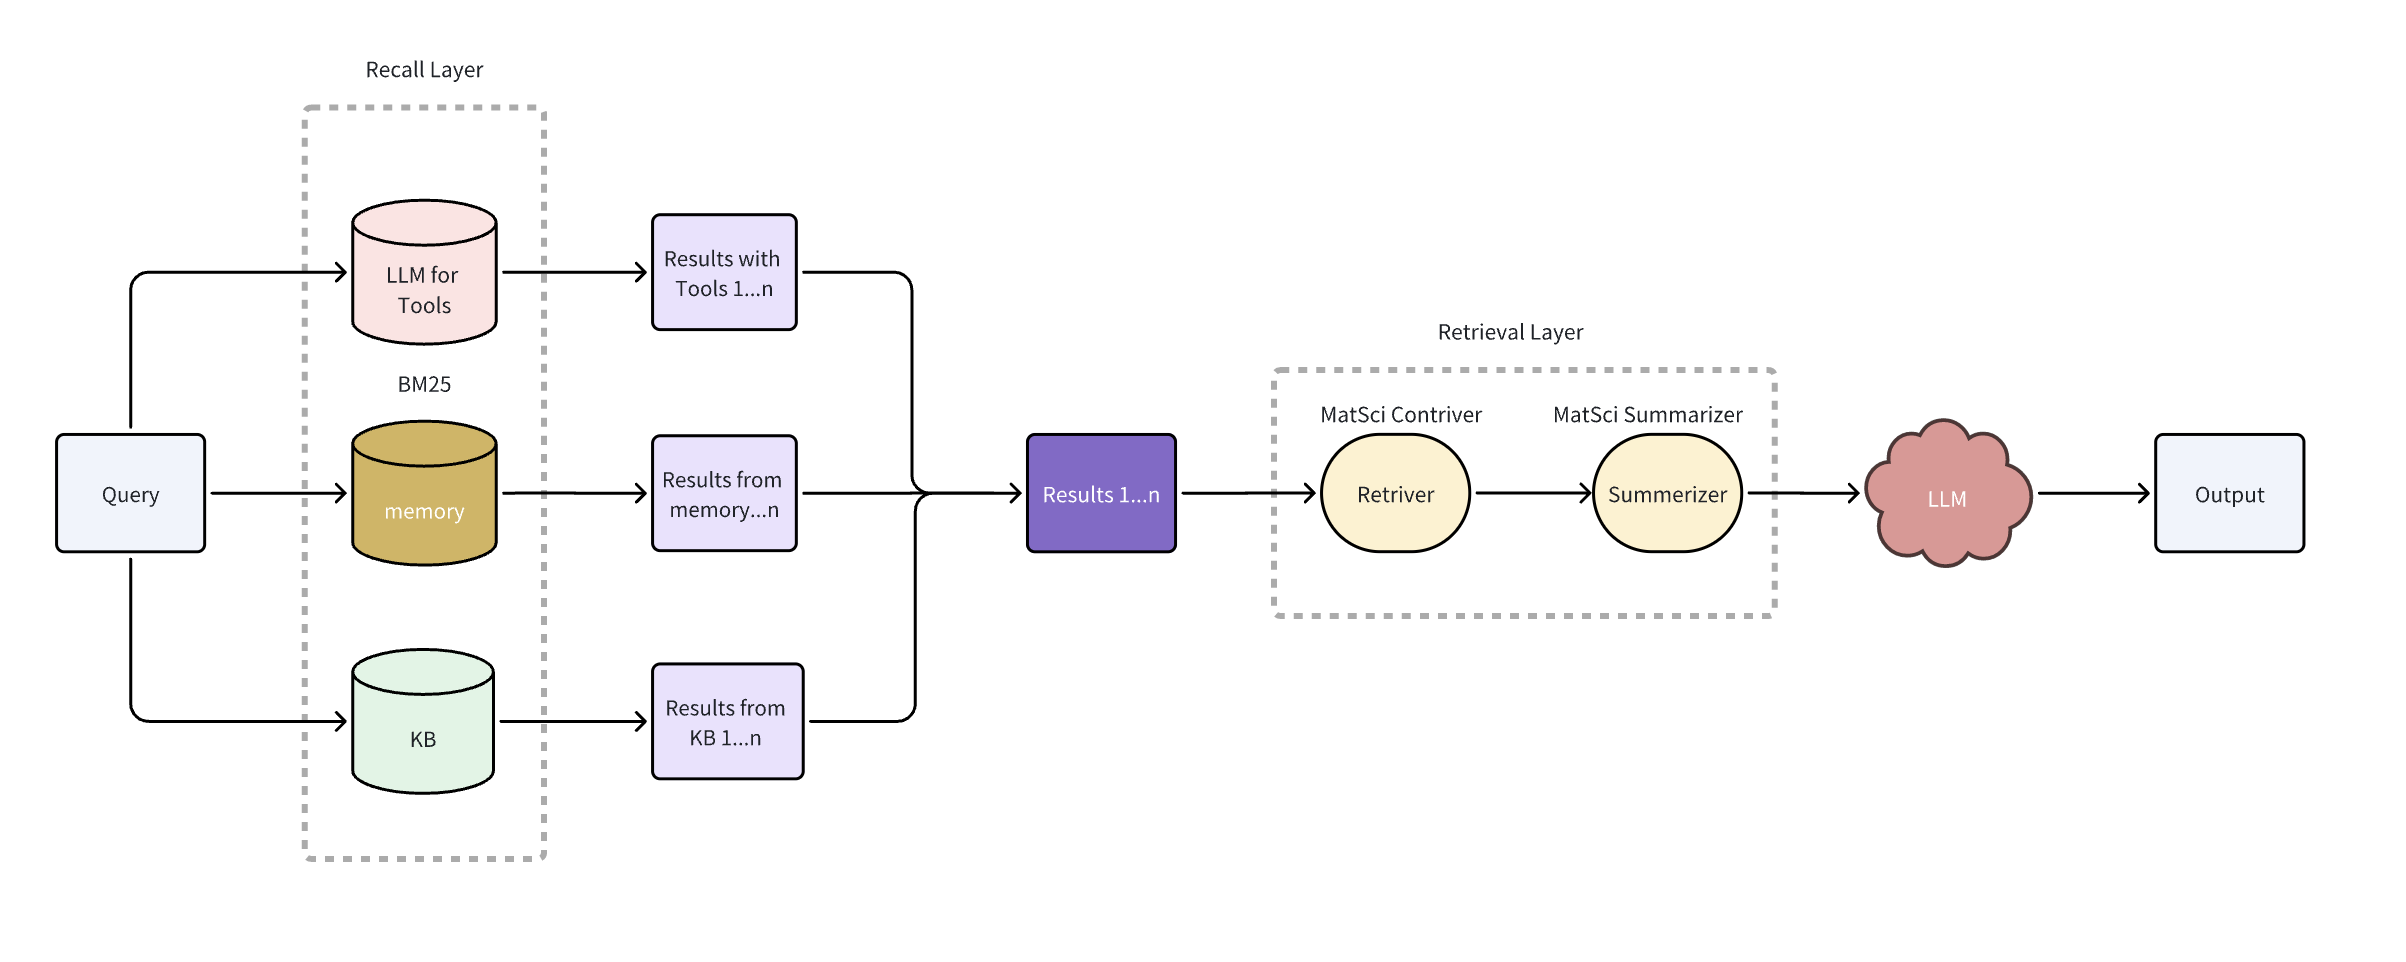 Recall Layer
LLM for
Tools
Results with
Tools 1...n
BM25
Query
memory
Results from
memory...n
Results 1...n
Retrieval Layer
MatSci Contriver
MatSci Summarizer
Retriver
Summerizer
LLM
Output
KB
Results from
KB 1...n